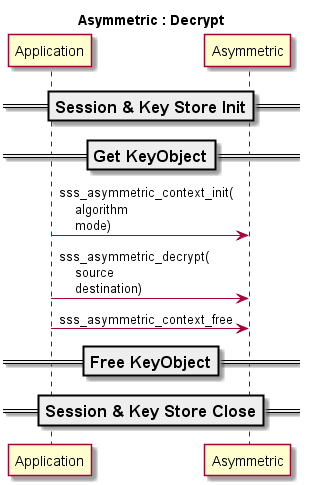 Asymmetric : Decrypt
Application Asymmetric
Session & Key Store Init
Get KeyObject
sss_asymmetric_context_init(
algorithm
mode)
sss_asymmetric_decrypt(
source
destination)
sss_asymmetric_context_free
Free KeyObject
Session & Key Store Close
Application Asymmetric